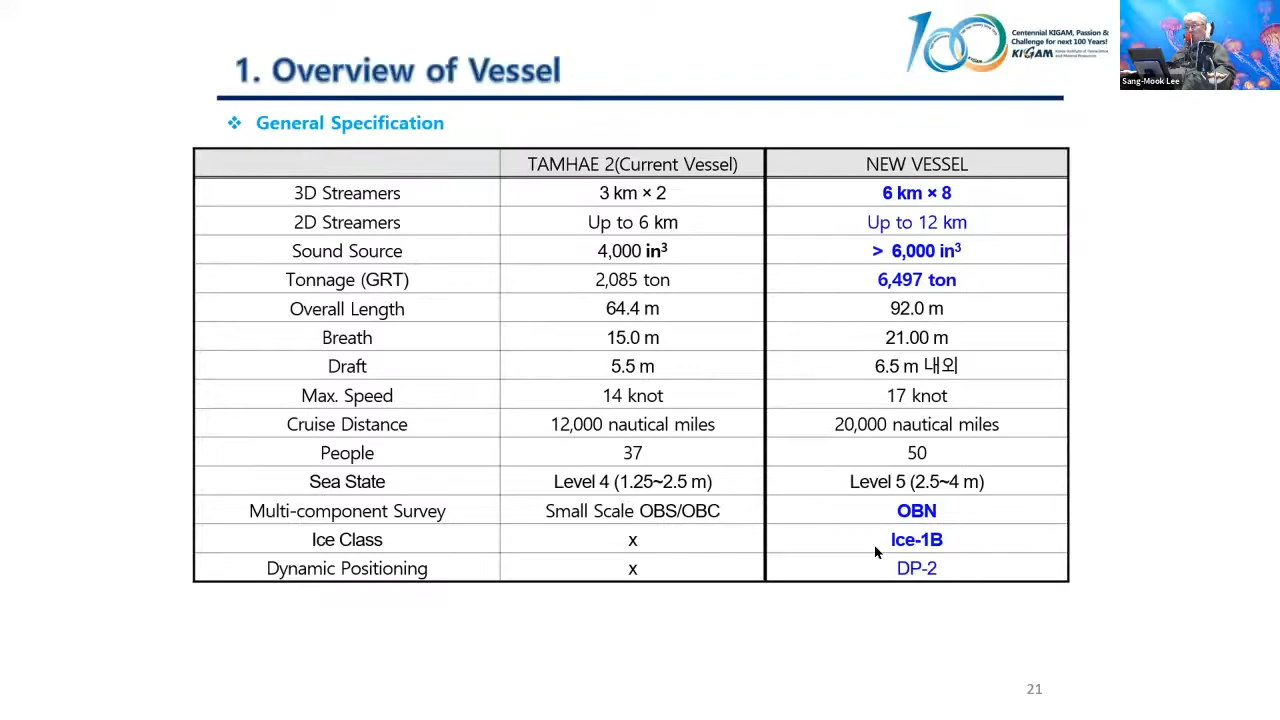 Centennial KIGAM, Passion &
Challenge for next 100 Years!
KIGAM
Sang-Mook Lee
1. Overview of Vessel
❖ General Specification
TAMHAE 2(Current Vessel) NEW VESSEL
3D Streamers 3 km × 2 6 km × 8
2D Streamers Up to 6 km Up to 12 km
Sound Source 4,000 in³ > 6,000 in³
Tonnage (GRT) 2,085 ton 6,497 ton
Overall Length 64.4 m 92.0 m
Breath 15.0 m 21.00 m
Draft 5.5 m 6.5 m 내외
Max. Speed 14 knot 17 knot
Cruise Distance 12,000 nautical miles 20,000 nautical miles
People 37 50
Sea State Level 4 (1.25~2.5 m) Level 5 (2.5~4 m)
Multi-component Survey Small Scale OBS/OBC OBN
Ice Class x Ice-1B
Dynamic Positioning x DP-2
21